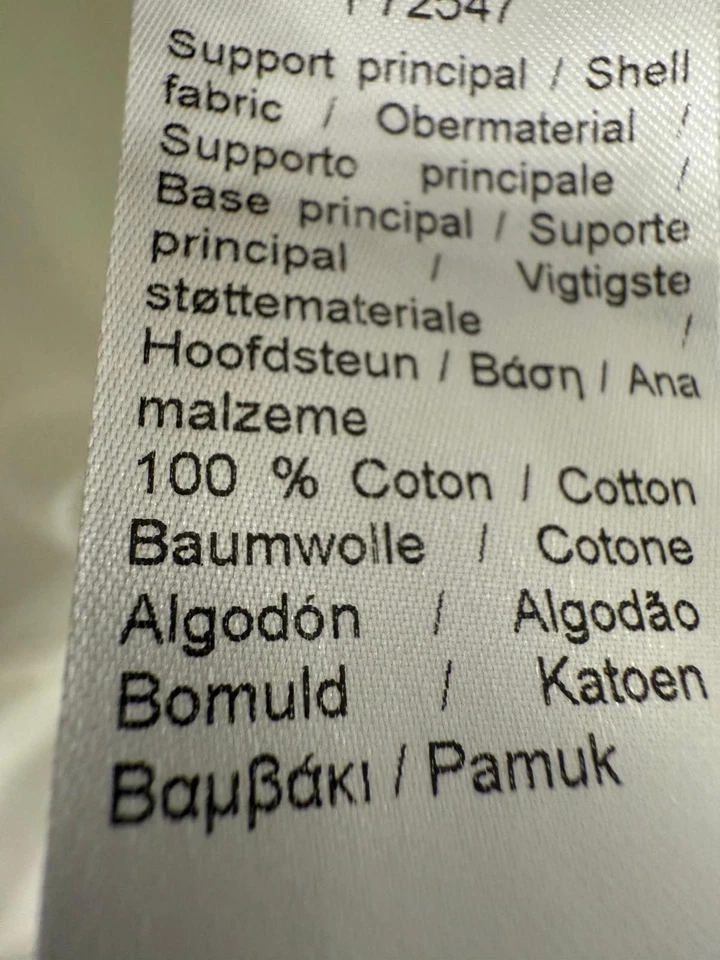 Support principal / Shell
fabric / Obermaterial /
Supporto principale /
Base principal / Suporte
principal / Vigtigste
støttemateriale /
Hoofdsteun / Βάση / Ana
malzeme
100 % Coton / Cotton
Baumwolle / Cotone
Algodón / Algodão
Bomuld / Katoen
Βαμβάκι / Pamuk